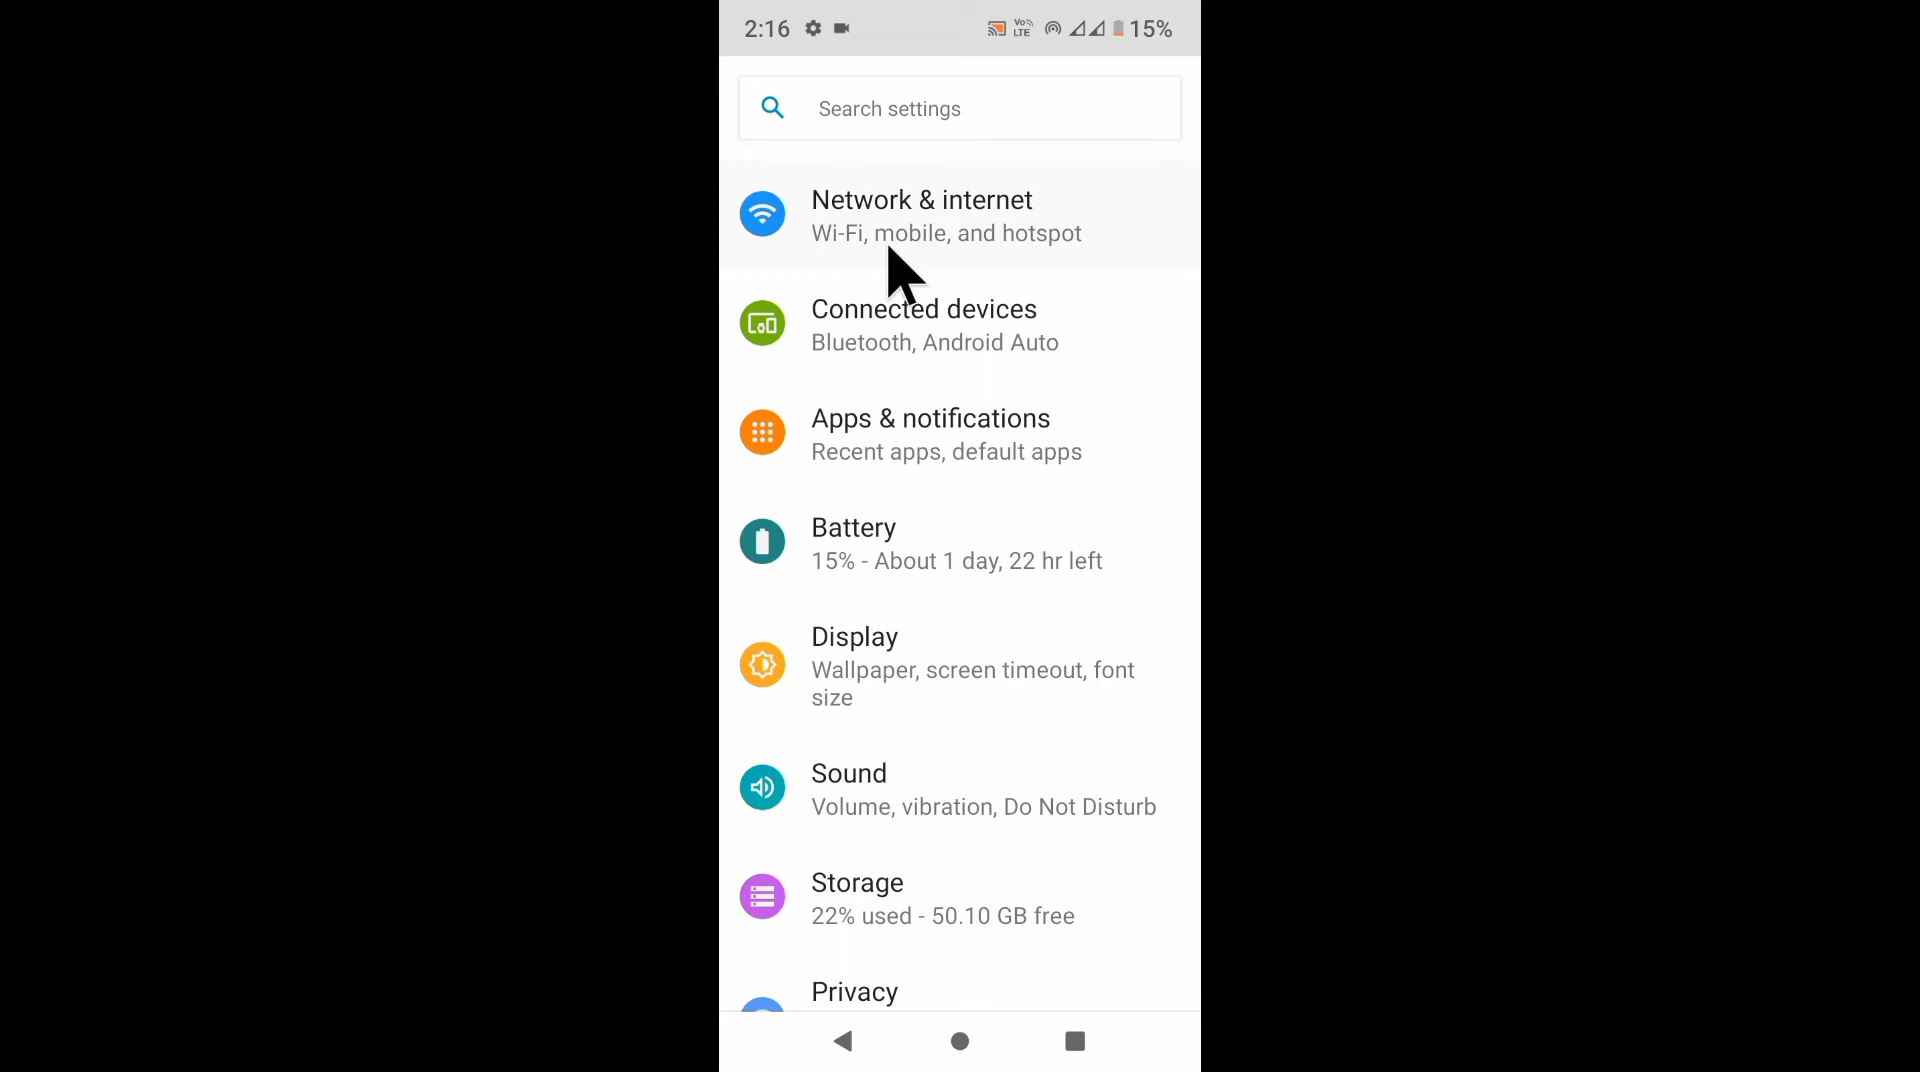 2:16 Vo LTE 15%
Search settings
Network & internet
Wi-Fi, mobile, and hotspot
Connected devices
Bluetooth, Android Auto
Apps & notifications
Recent apps, default apps
Battery
15% - About 1 day, 22 hr left
Display
Wallpaper, screen timeout, font
size
Sound
Volume, vibration, Do Not Disturb
Storage
22% used - 50.10 GB free
Privacy